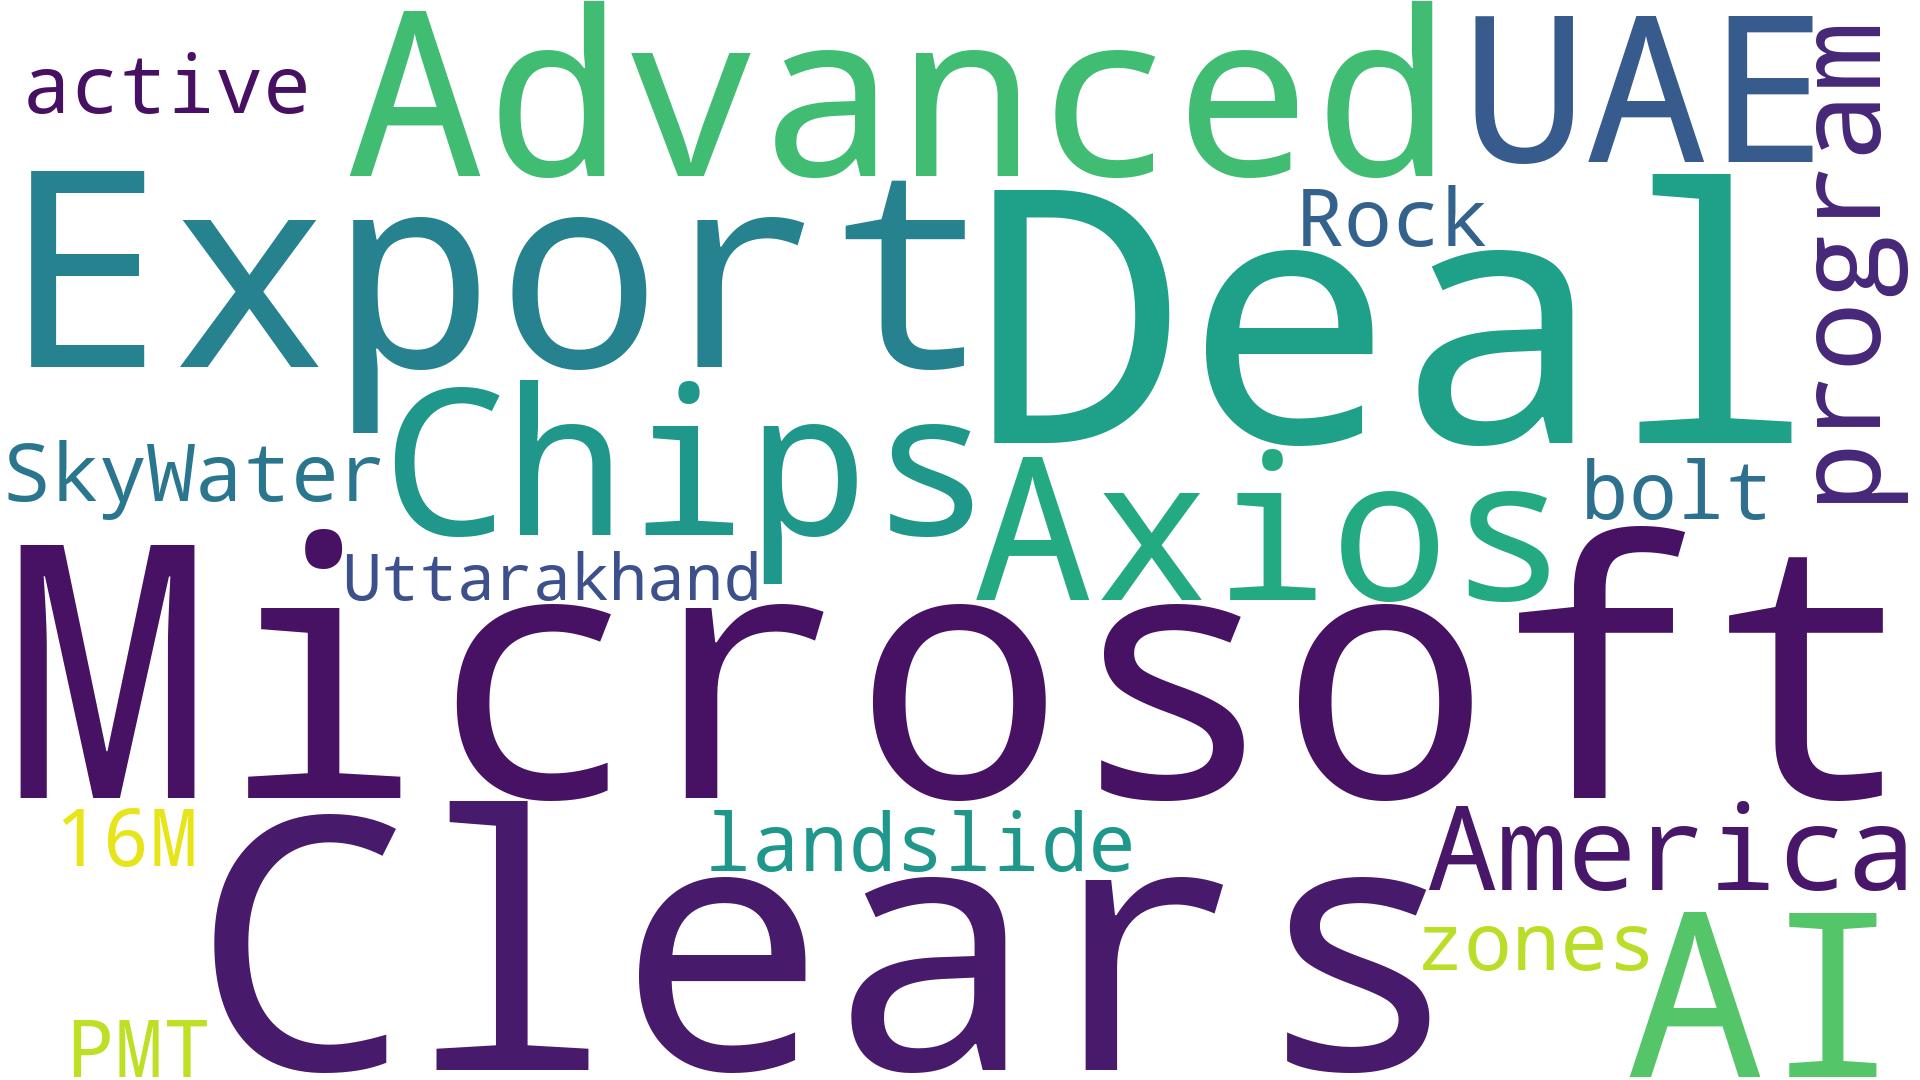 active
Advanced
UAE
program
Export
Deal
Rock
Chips
SkyWater
Axios
bolt
Uttarakhand
Microsoft
16M
landslide
America
Clears
zones
AI
PMT